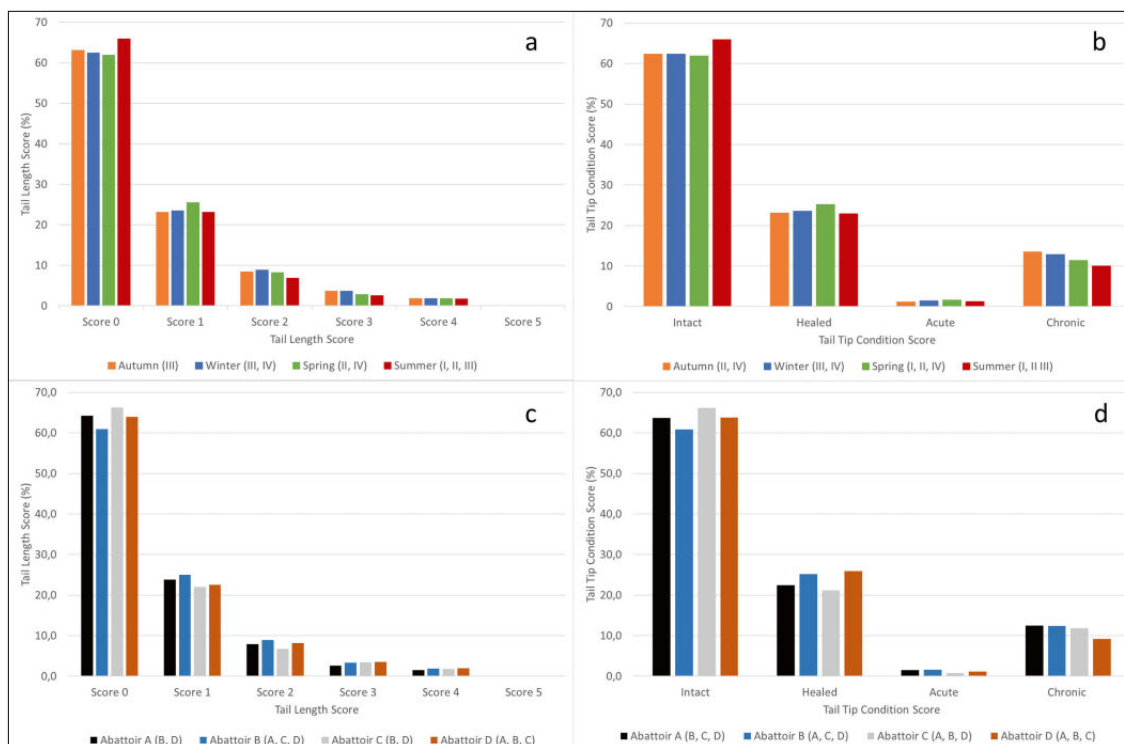 a
70
60
50
40
30
20
10
0
Tail Length Score (%)
Score 0 Score 1 Score 2 Score 3 Score 4 Score 5
Tail Length Score
Autumn (III) Winter (III, IV) Spring (II, IV) Summer (I, II, III)
b
70
60
50
40
30
20
10
0
Tail Tip Condition Score (%)
Intact Healed Acute Chronic
Tail Tip Condition Score
Autumn (II, IV) Winter (III, IV) Spring (I, II, IV) Summer (I, II III)
c
70,0
60,0
50,0
40,0
30,0
20,0
10,0
0,0
Tail Length Score (%)
Score 0 Score 1 Score 2 Score 3 Score 4 Score 5
Tail Length Score
Abattoir A (B, D) Abattoir B (A, C, D) Abattoir C (B, D) Abattoir D (A, B, C)
d
70,0
60,0
50,0
40,0
30,0
20,0
10,0
0,0
Tail Tip Condition Score (%)
Intact Healed Acute Chronic
Tail Tip Condition Score
Abattoir A (B, C, D) Abattoir B (A, C, D) Abattoir C (A, B, D) Abattoir D (A, B, C)